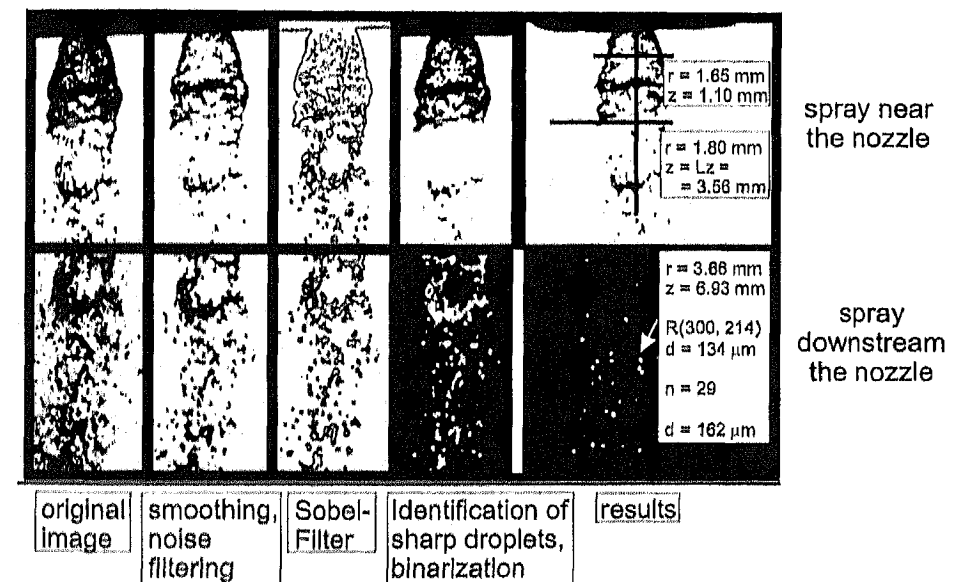 r = 1.65 mm
z = 1.10 mm
r = 1.80 mm
z = Lz =
= 3.56 mm
spray near
the nozzle
r = 3.66 mm
z = 6.93 mm
R(300, 214)
d = 134 µm
n = 29
d = 162 µm
spray
downstream
the nozzle
original
image
smoothing,
noise
filtering
Sobel-
Filter
Identification of
sharp droplets,
binarization
results